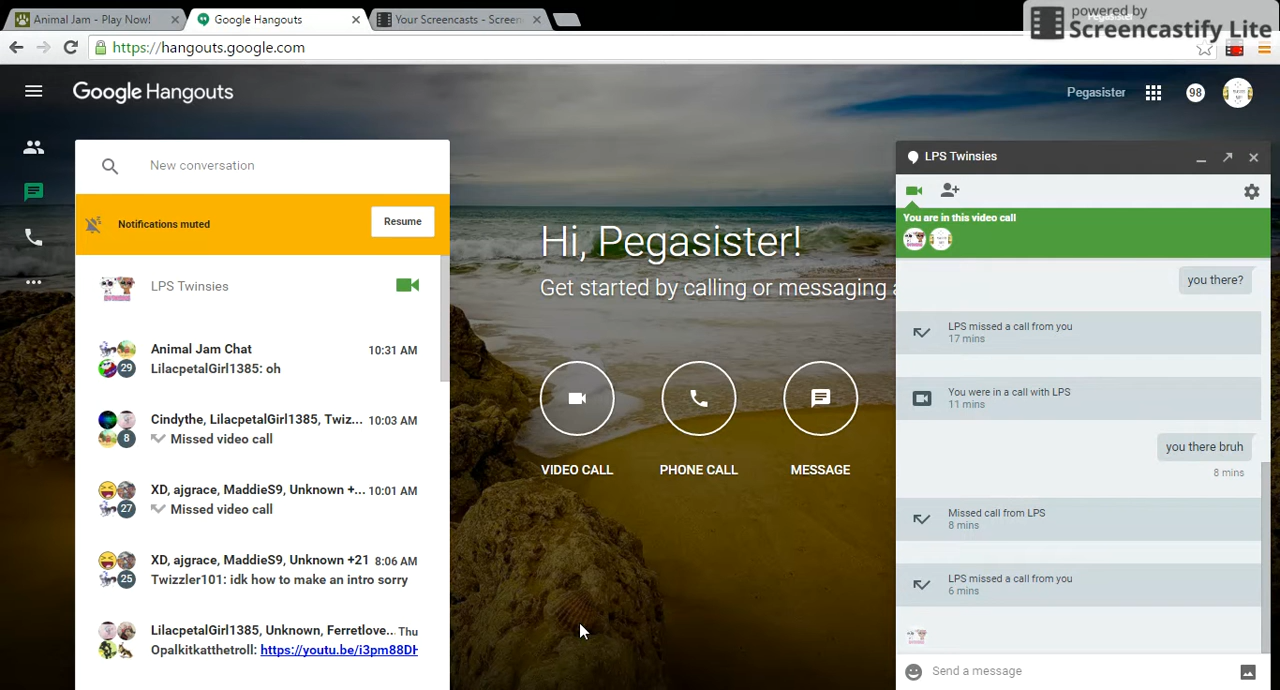 Animal Jam - Play Now!
Google Hangouts
Your Screencasts - Screen
powered by
Screencastify Lite
https://hangouts.google.com
Google Hangouts
Pegasister
98
New conversation
Notifications muted
Resume
LPS Twinsies
Animal Jam Chat
10:31 AM
29
LilacpetalGirl1385: oh
Cindythe, LilacpetalGirl1385, Twiz...
10:03 AM
8
Missed video call
XD, ajgrace, MaddieS9, Unknown +...
10:01 AM
27
Missed video call
XD, ajgrace, MaddieS9, Unknown +21
8:06 AM
25
Twizzler101: idk how to make an intro sorry
LilacpetalGirl1385, Unknown, Ferretlove...
Thu
Opalkitkatthetroll: https://youtu.be/i3pm88DH
Hi, Pegasister!
Get started by calling or messaging a
VIDEO CALL
PHONE CALL
MESSAGE
LPS Twinsies
You are in this video call
you there?
LPS missed a call from you
17 mins
You were in a call with LPS
11 mins
you there bruh
8 mins
Missed call from LPS
8 mins
LPS missed a call from you
6 mins
Send a message